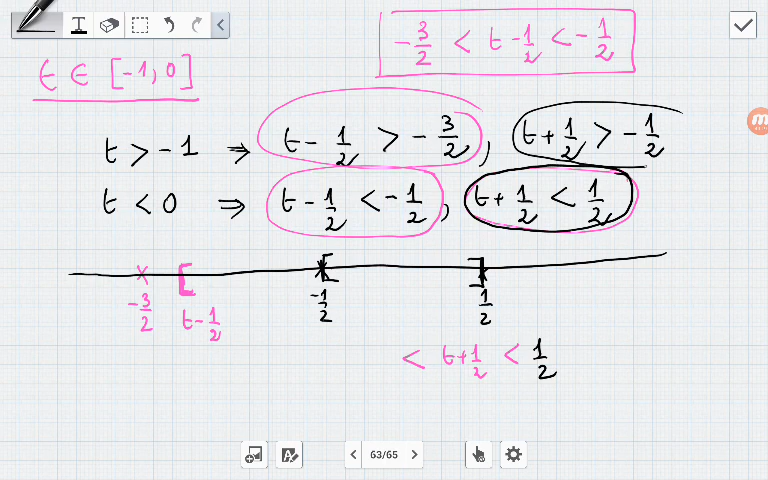 -3/2 < t-1/2 < -1/2
t ∈ [-1,0]
t > -1 ⇒ t - 1/2 > -3/2 , t+1/2 > -1/2
t < 0 ⇒ t - 1/2 < -1/2 , t+1/2 < 1/2
-3/2 t-1/2 -1/2 1/2
< t+1/2 < 1/2
63/65